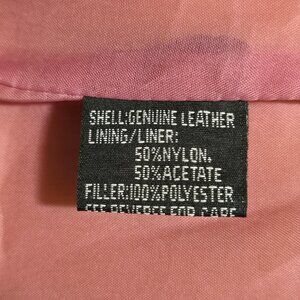 SHELL:GENUINE LEATHER
LINING/LINER:
50%NYLON.
50%ACETATE
FILLER:100%POLYESTER
SEE REVERSE FOR CARE